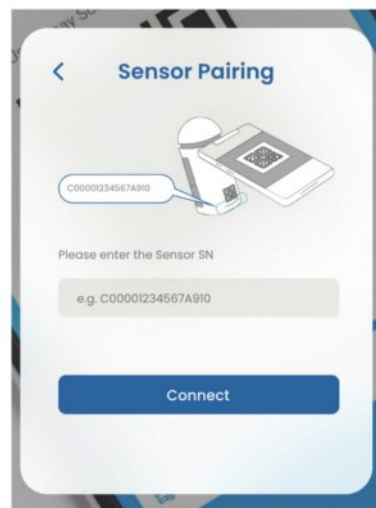 Sensor Pairing
C00001234567A910
Please enter the Sensor SN
e.g. C00001234567A910
Connect